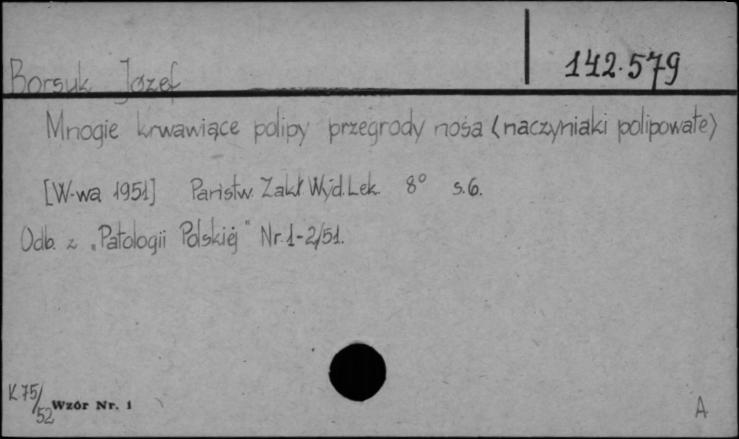 142.579
Borsuk Józef
Mnogie krwawiące polipy przegrody nosa (naczyniaki polipowate)
[W-wa 1951] Państw. Zakł. Wyd. Lek. 8° s. 6.
Odb. z „Patologii Polskiej" Nr. 1-2/51.
K 75/52 Wzór Nr. 1
A